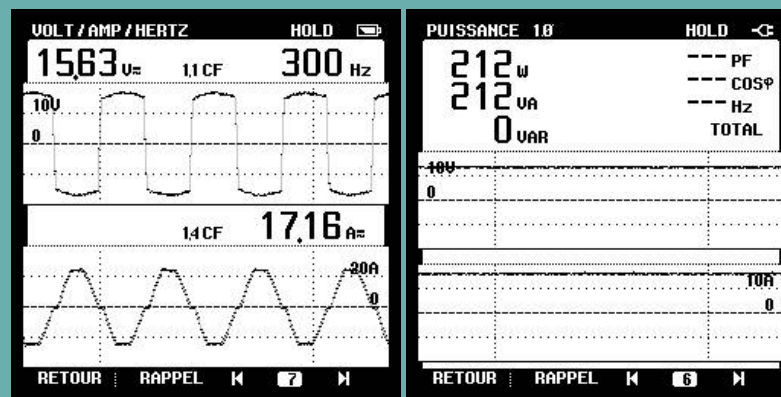 VOLT / AMP / HERTZ HOLD
15,63 V≂ 1,1 CF 300 Hz
10V
0
1,4 CF 17,16 A≂
20A
0
RETOUR RAPPEL 7
PUISSANCE 1.0 HOLD
212 W --- PF
212 VA --- COSφ
0 VAR --- Hz
TOTAL
10V
0
10A
0
RETOUR RAPPEL 6